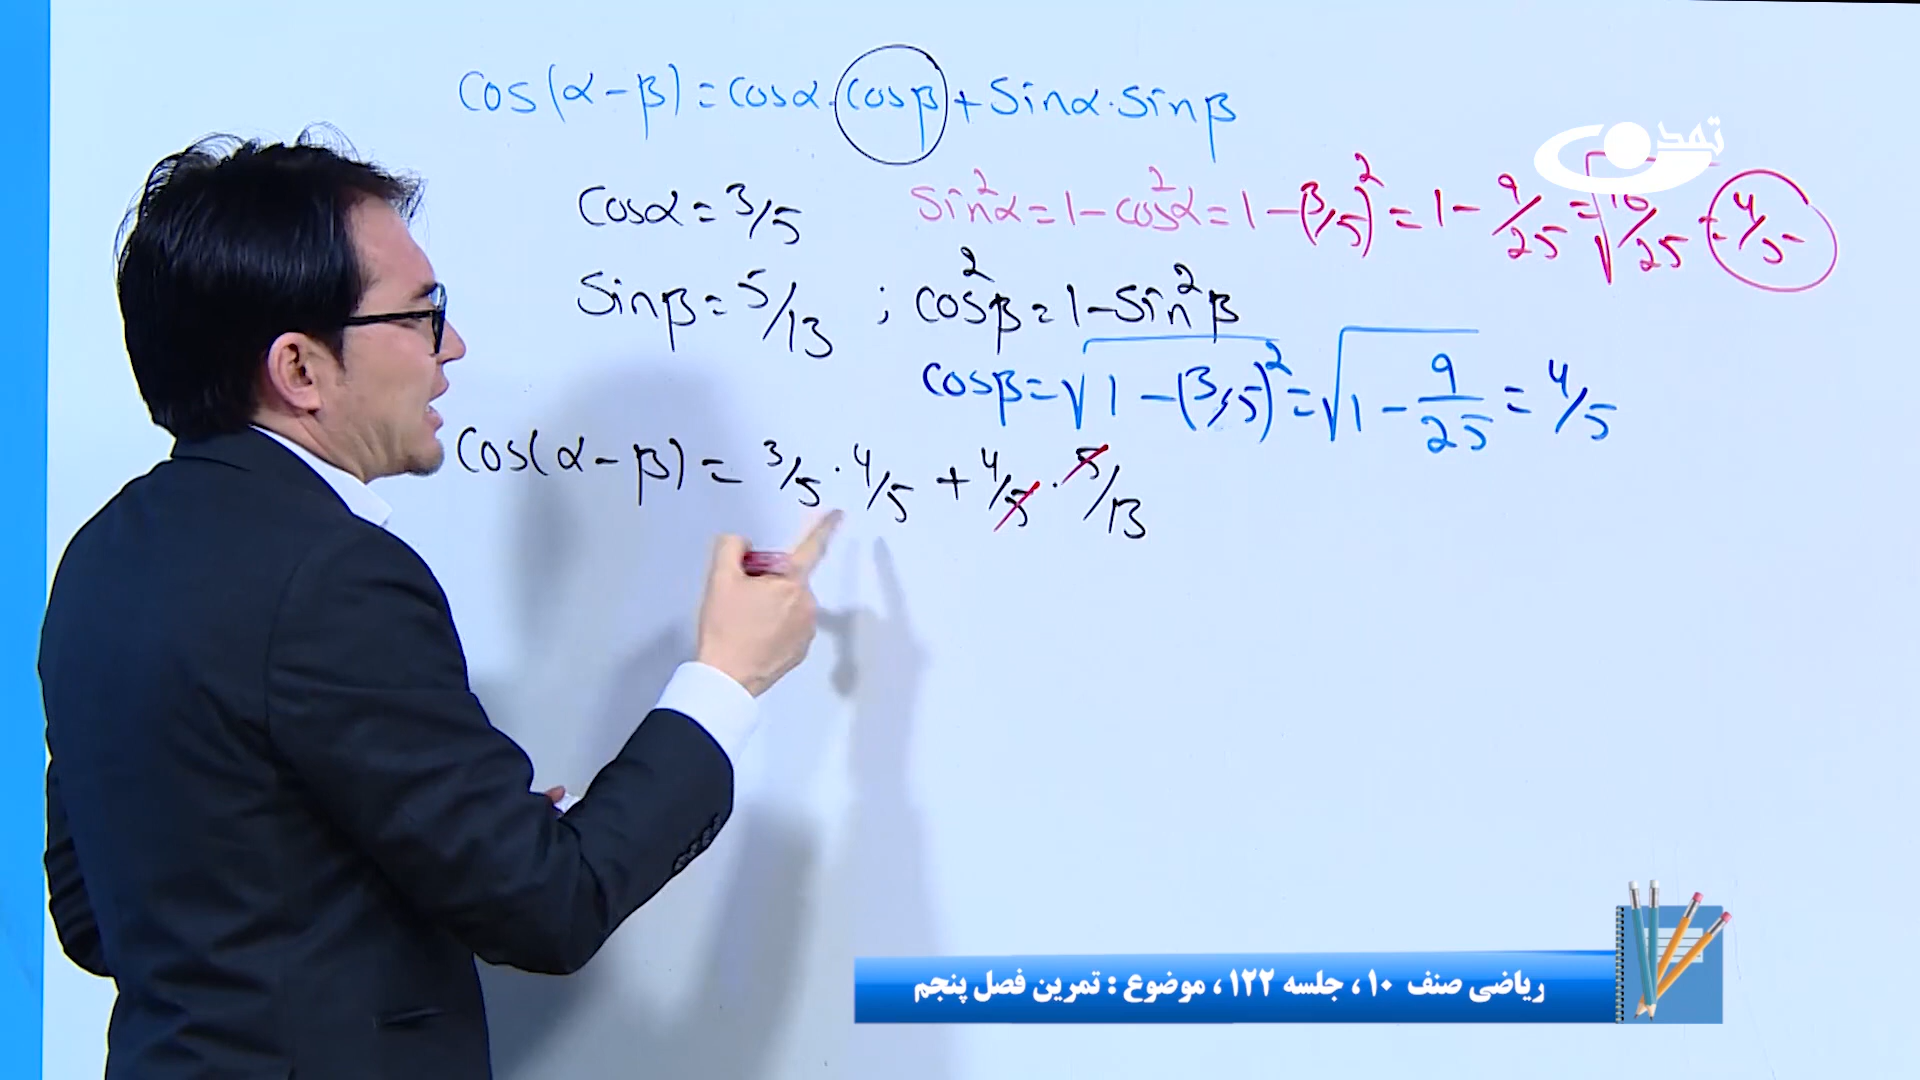 cos(α-β)=cosα.cosβ+sinα.sinβ
تمدن
cosα=3/5 sin²α=1-cos²α=1-(3/5)²=1-9/25=√16/25=4/5
sinβ=5/13 ; cos²β=1-sin²β
cosβ=√1-(3/5)²=√1-9/25=4/5
cos(α-β)=3/5.4/5+4/5.5/13
ریاضی صنف ۱۰ ، جلسه ۱۲۲ ، موضوع : تمرین فصل پنجم